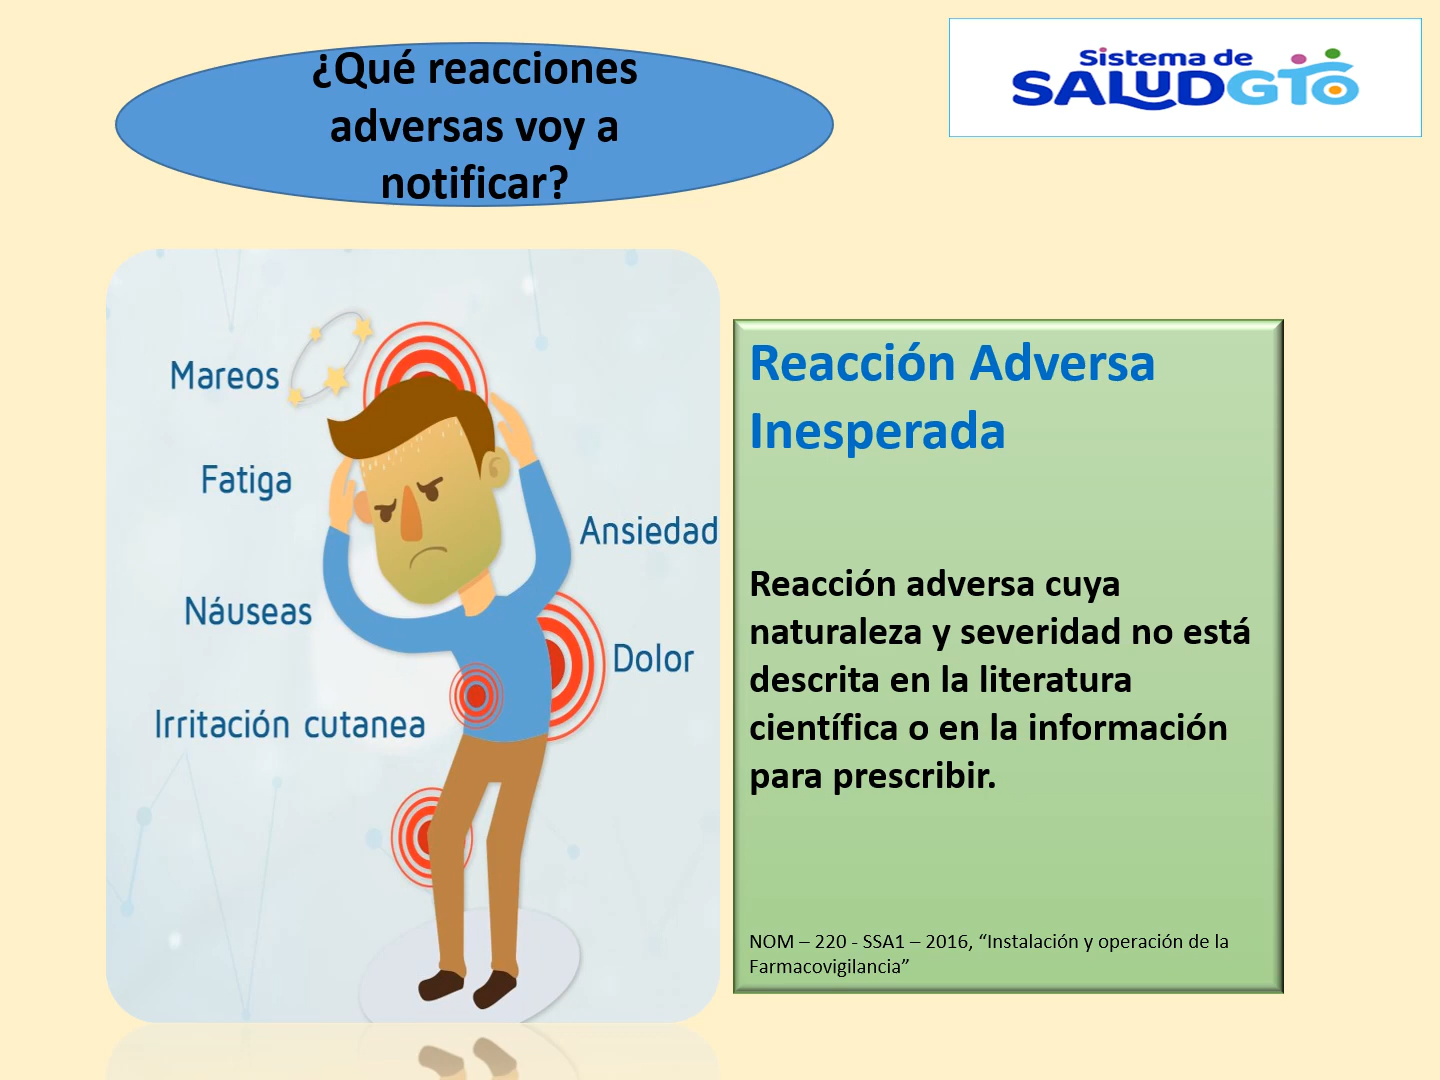 ¿Qué reacciones
adversas voy a
notificar?
Sistema de
SALUDGTO
Mareos
Fatiga
Ansiedad
Náuseas
Dolor
Irritación cutanea
Reacción Adversa
Inesperada
Reacción adversa cuya
naturaleza y severidad no está
descrita en la literatura
científica o en la información
para prescribir.
NOM – 220 - SSA1 – 2016, “Instalación y operación de la
Farmacovigilancia”